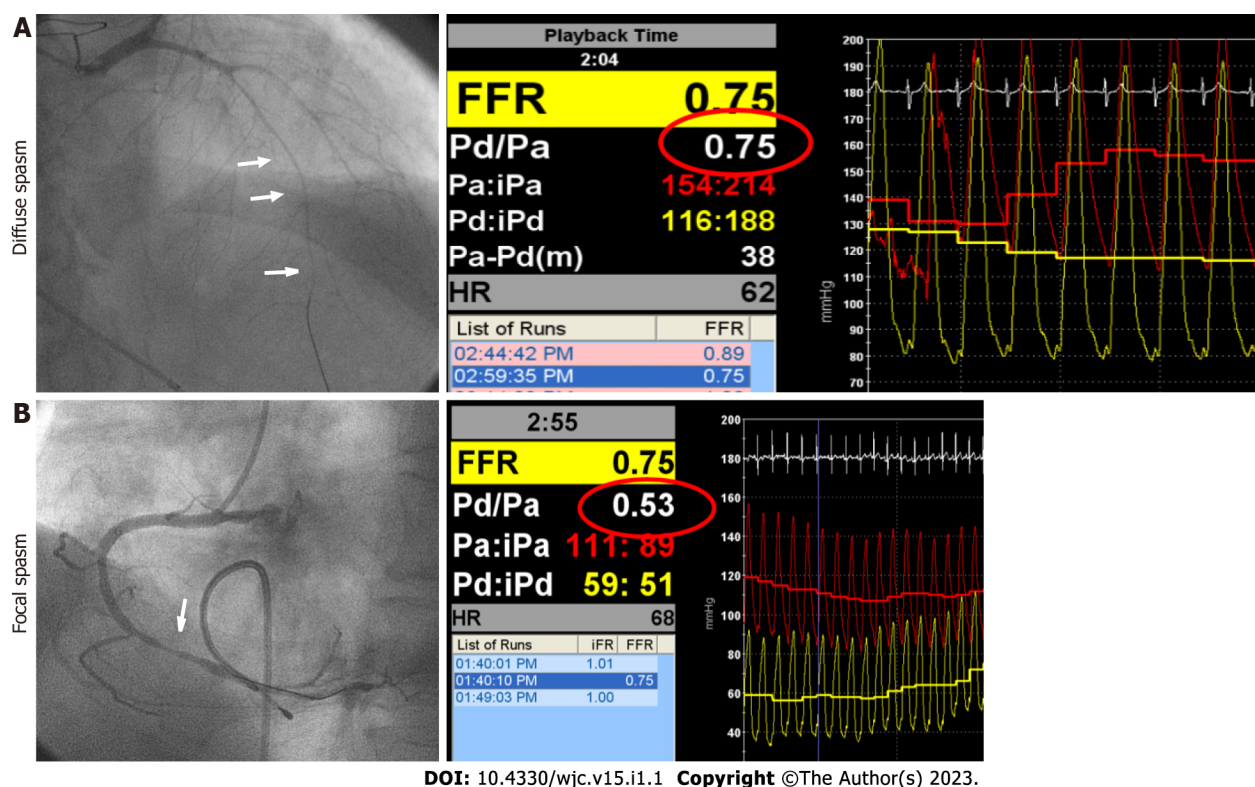 A
Diffuse spasm
Playback Time
2:04
FFR 0.75
Pd/Pa 0.75
Pa:iPa 154:214
Pd:iPd 116:188
Pa-Pd(m) 38
HR 62
List of Runs FFR
02:44:42 PM 0.89
02:59:35 PM 0.75
200
190
180
170
160
150
140
130
120
110
100
90
80
70
mmHg
B
Focal spasm
2:55
FFR 0.75
Pd/Pa 0.53
Pa:iPa 111: 89
Pd:iPd 59: 51
HR 68
List of Runs iFR FFR
01:40:01 PM 1.01
01:40:10 PM 0.75
01:49:03 PM 1.00
200
180
160
140
120
100
80
60
40
mmHg
DOI: 10.4330/wjc.v15.i1.1 Copyright ©The Author(s) 2023.